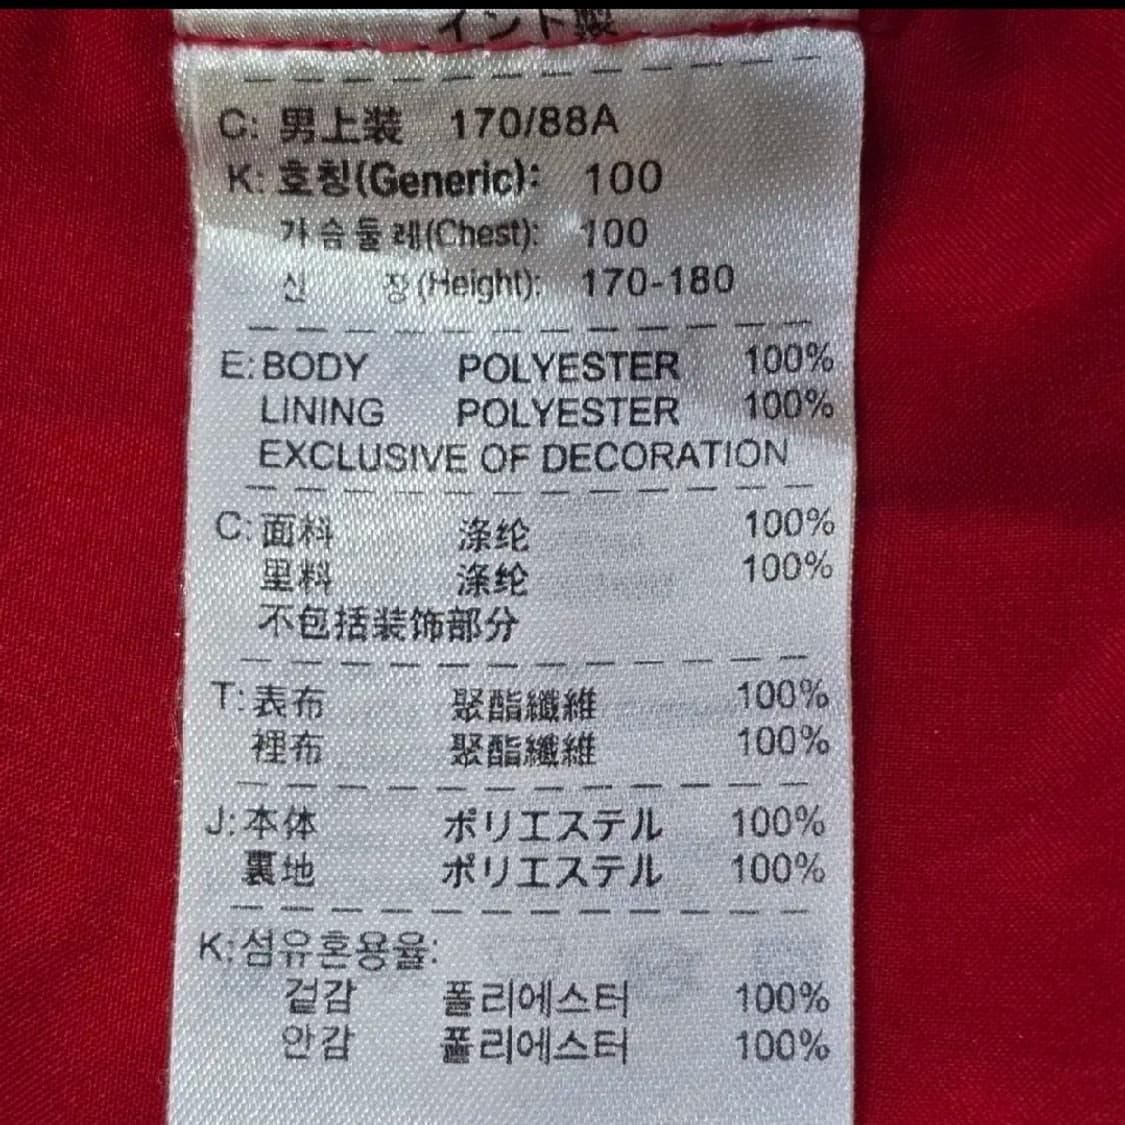 インド製
C: 男上装 170/88A
K: 호칭(Generic): 100
가슴둘레(Chest): 100
신 장(Height): 170-180
E: BODY POLYESTER 100%
LINING POLYESTER 100%
EXCLUSIVE OF DECORATION
C: 面料 涤纶 100%
里料 涤纶 100%
不包括装饰部分
T: 表布 聚酯纖維 100%
裡布 聚酯纖維 100%
J: 本体 ポリエステル 100%
裏地 ポリエステル 100%
K: 섬유혼용율:
겉감 폴리에스터 100%
안감 폴리에스터 100%